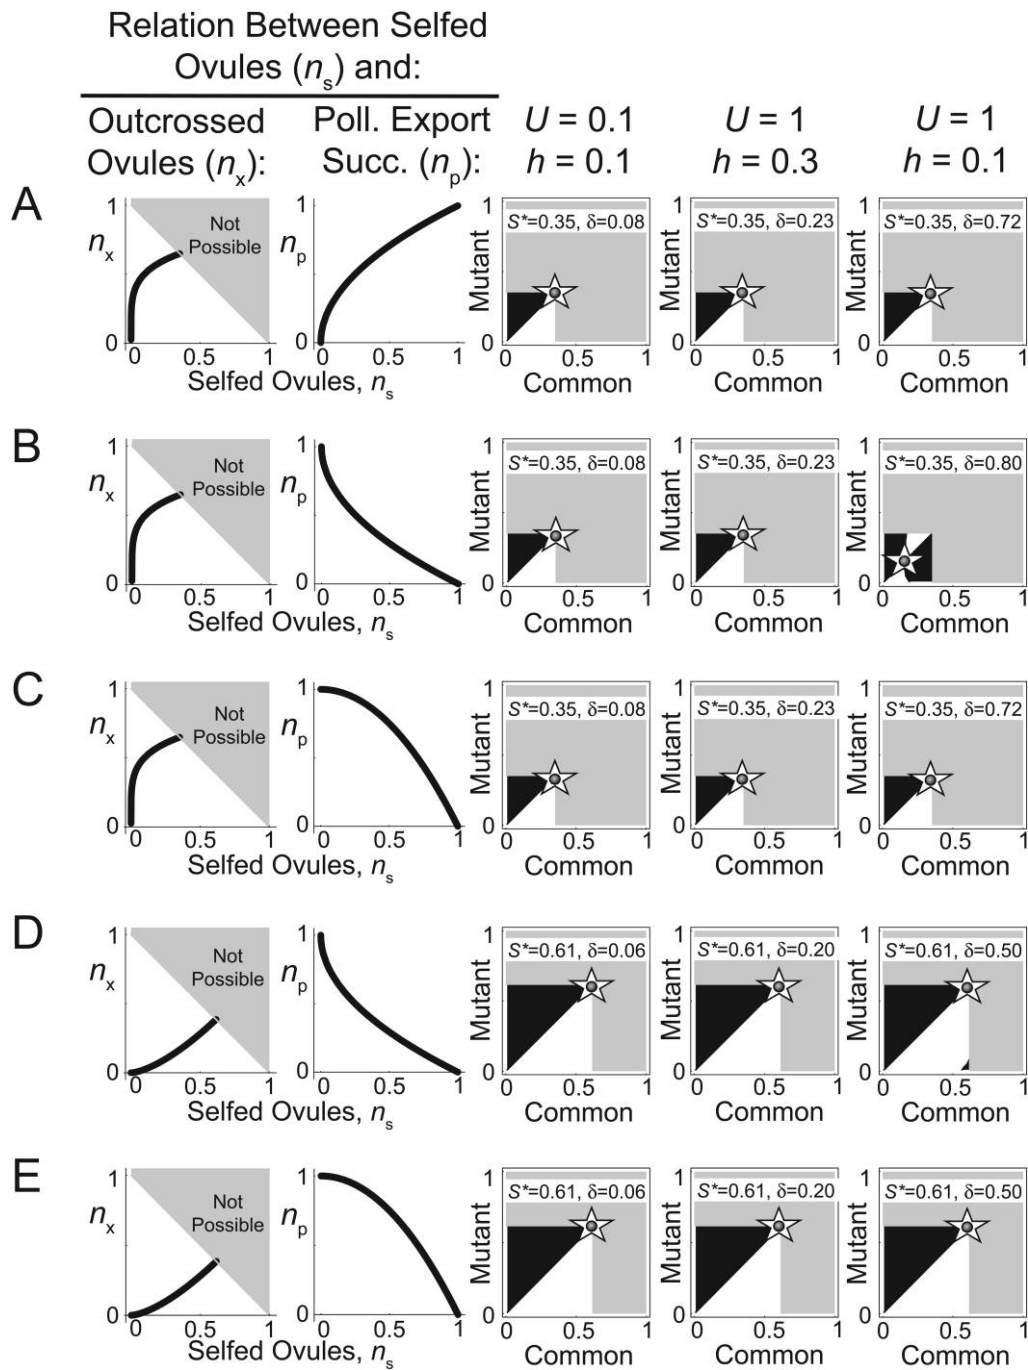 Relation Between Selfed
Ovules (nₛ) and:
Outcrossed Poll. Export U = 0.1 U = 1 U = 1
Ovules (nₓ): Succ. (nₚ): h = 0.1 h = 0.3 h = 0.1
A
1 nₓ 0 Not Possible 0 0.5 1
1 nₚ 0 0 0.5 1
Selfed Ovules, nₛ
Mutant 1 0 S*=0.35, δ=0.08 0 0.5 1 Common
Mutant 1 0 S*=0.35, δ=0.23 0 0.5 1 Common
Mutant 1 0 S*=0.35, δ=0.72 0 0.5 1 Common
B
1 nₓ 0 Not Possible 0 0.5 1
1 nₚ 0 0 0.5 1
Selfed Ovules, nₛ
Mutant 1 0 S*=0.35, δ=0.08 0 0.5 1 Common
Mutant 1 0 S*=0.35, δ=0.23 0 0.5 1 Common
Mutant 1 0 S*=0.35, δ=0.80 0 0.5 1 Common
C
1 nₓ 0 Not Possible 0 0.5 1
1 nₚ 0 0 0.5 1
Selfed Ovules, nₛ
Mutant 1 0 S*=0.35, δ=0.08 0 0.5 1 Common
Mutant 1 0 S*=0.35, δ=0.23 0 0.5 1 Common
Mutant 1 0 S*=0.35, δ=0.72 0 0.5 1 Common
D
1 nₓ 0 Not Possible 0 0.5 1
1 nₚ 0 0 0.5 1
Selfed Ovules, nₛ
Mutant 1 0 S*=0.61, δ=0.06 0 0.5 1 Common
Mutant 1 0 S*=0.61, δ=0.20 0 0.5 1 Common
Mutant 1 0 S*=0.61, δ=0.50 0 0.5 1 Common
E
1 nₓ 0 Not Possible 0 0.5 1
1 nₚ 0 0 0.5 1
Selfed Ovules, nₛ
Mutant 1 0 S*=0.61, δ=0.06 0 0.5 1 Common
Mutant 1 0 S*=0.61, δ=0.20 0 0.5 1 Common
Mutant 1 0 S*=0.61, δ=0.50 0 0.5 1 Common